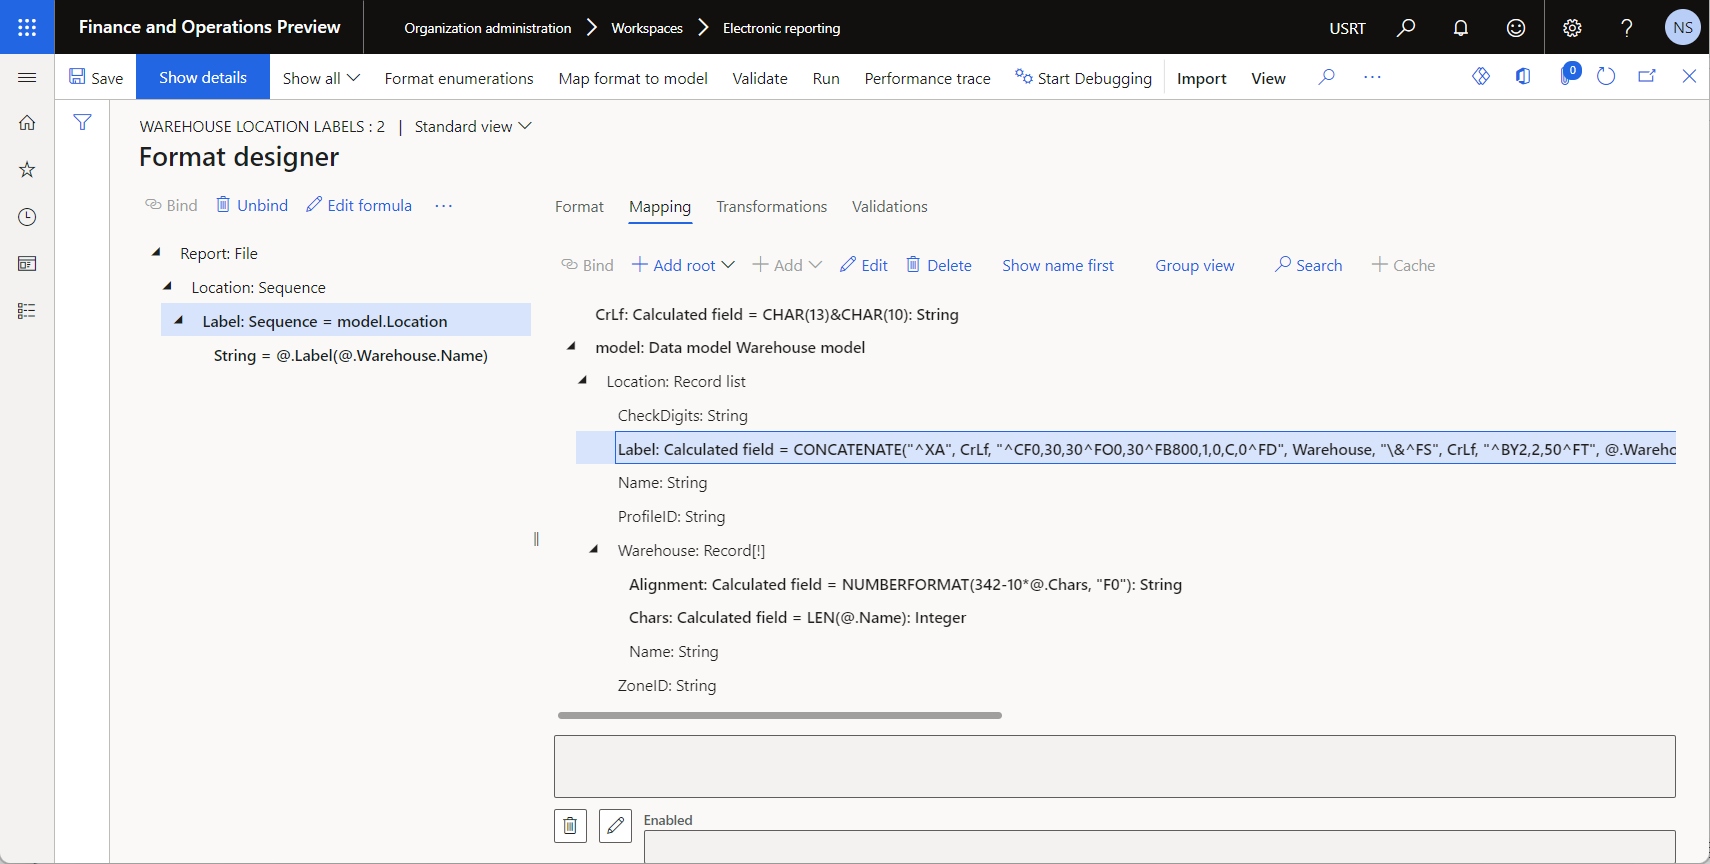 Finance and Operations Preview
Organization administration
Workspaces
Electronic reporting
USRT
?
NS
Save
Show details
Show all
Format enumerations
Map format to model
Validate
Run
Performance trace
Start Debugging
Import
View
0
WAREHOUSE LOCATION LABELS : 2 | Standard view
Format designer
Bind
Unbind
Edit formula
Report: File
Location: Sequence
Label: Sequence = model.Location
String = @.Label(@.Warehouse.Name)
Format
Mapping
Transformations
Validations
Bind
Add root
Add
Edit
Delete
Show name first
Group view
Search
Cache
CrLf: Calculated field = CHAR(13)&CHAR(10): String
model: Data model Warehouse model
Location: Record list
CheckDigits: String
Label: Calculated field = CONCATENATE("^XA", CrLf, "^CF0,30,30^FO0,30^FB800,1,0,C,0^FD", Warehouse, "\&^FS", CrLf, "^BY2,2,50^FT", @.Wareho
Name: String
ProfileID: String
Warehouse: Record[!]
Alignment: Calculated field = NUMBERFORMAT(342-10*@.Chars, "F0"): String
Chars: Calculated field = LEN(@.Name): Integer
Name: String
ZoneID: String
Enabled